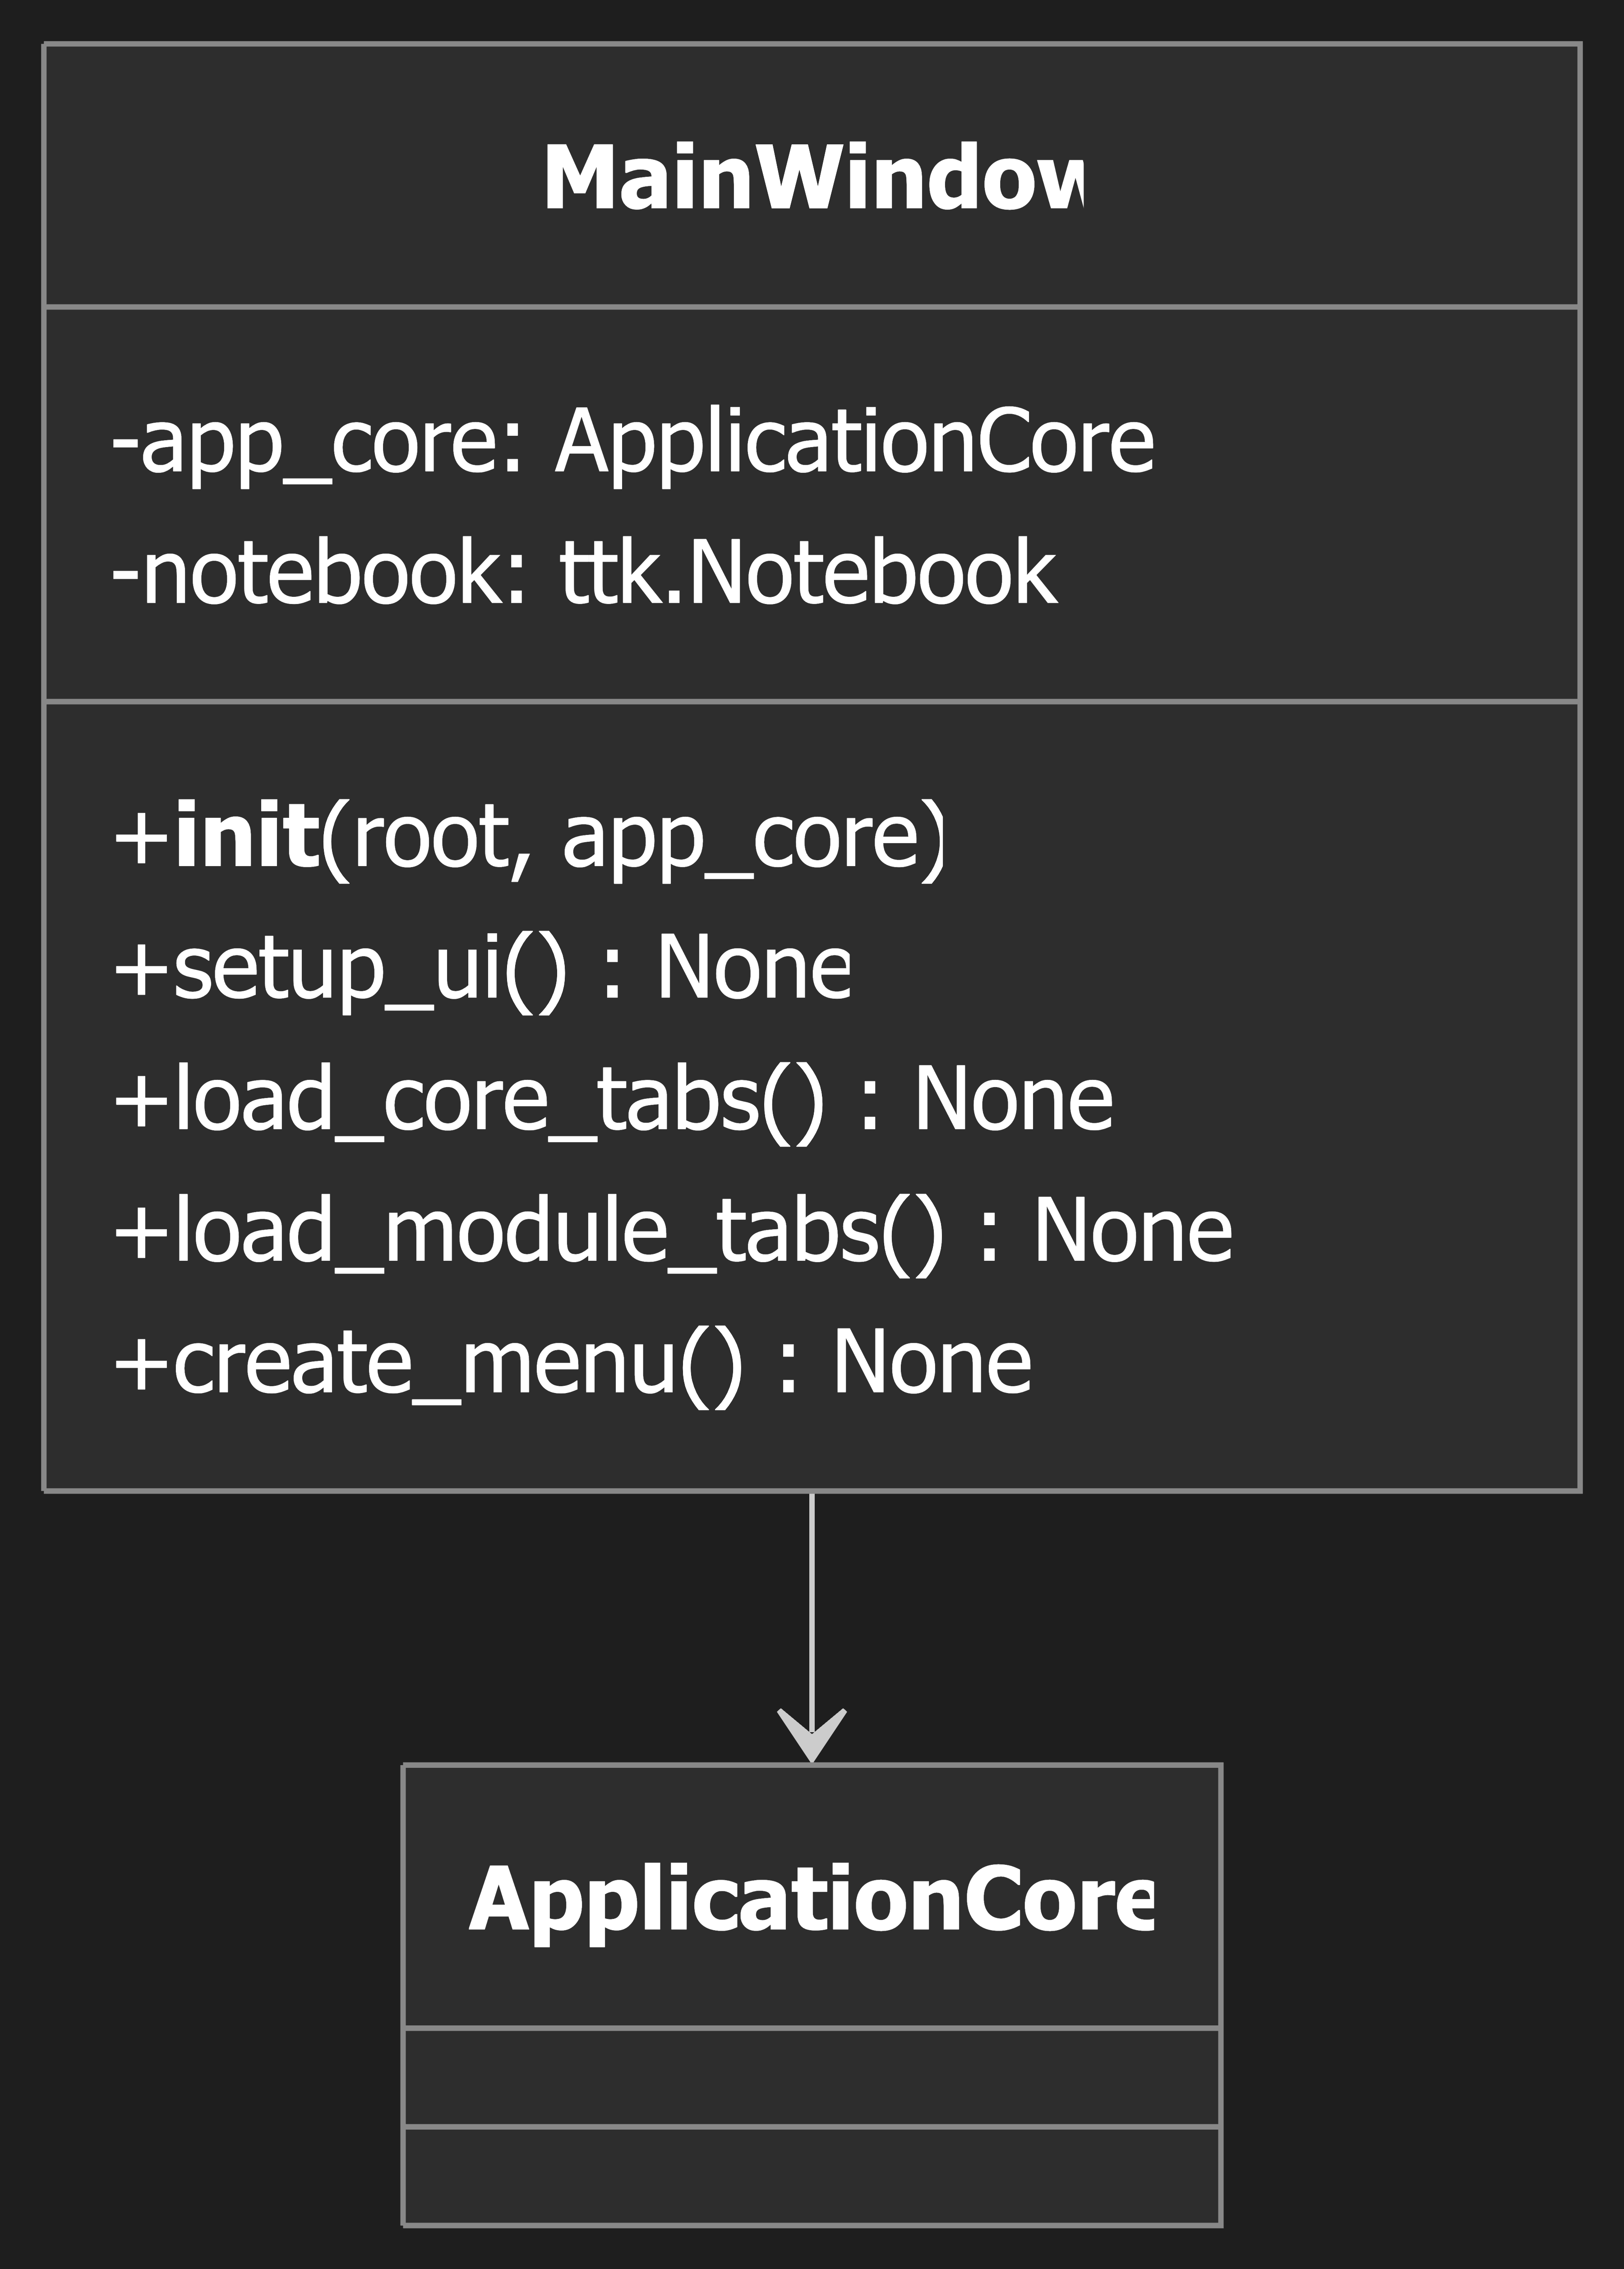 MainWindow
-app_core: ApplicationCore
-notebook: ttk.Notebook
+init(root, app_core)
+setup_ui() : None
+load_core_tabs() : None
+load_module_tabs() : None
+create_menu() : None
ApplicationCore